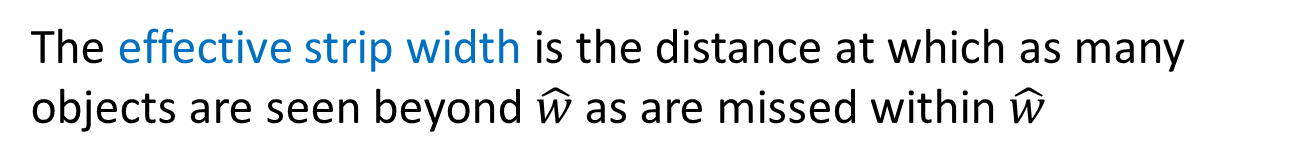 The effective strip width is the distance at which as many
objects are seen beyond ŵ as are missed within ŵ